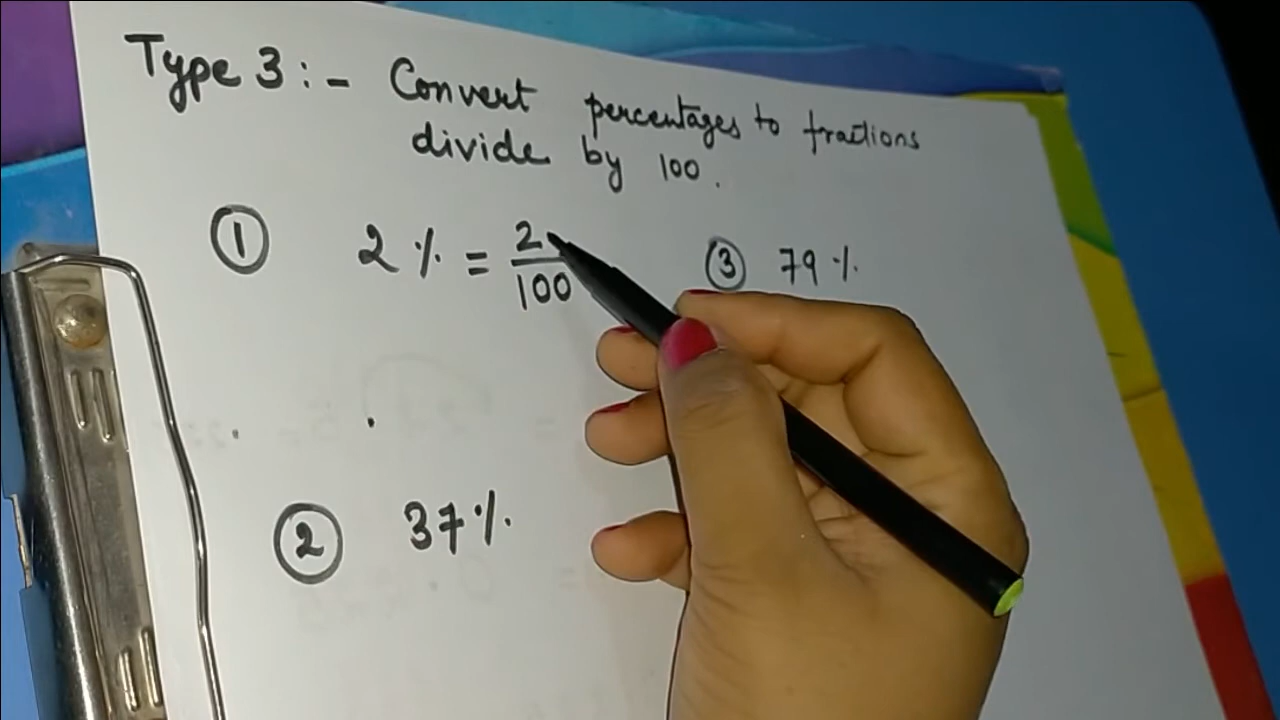 Type 3 :- Convert percentages to fractions
divide by 100.
① 2 % = 2/100
③ 79 %
② 37 %